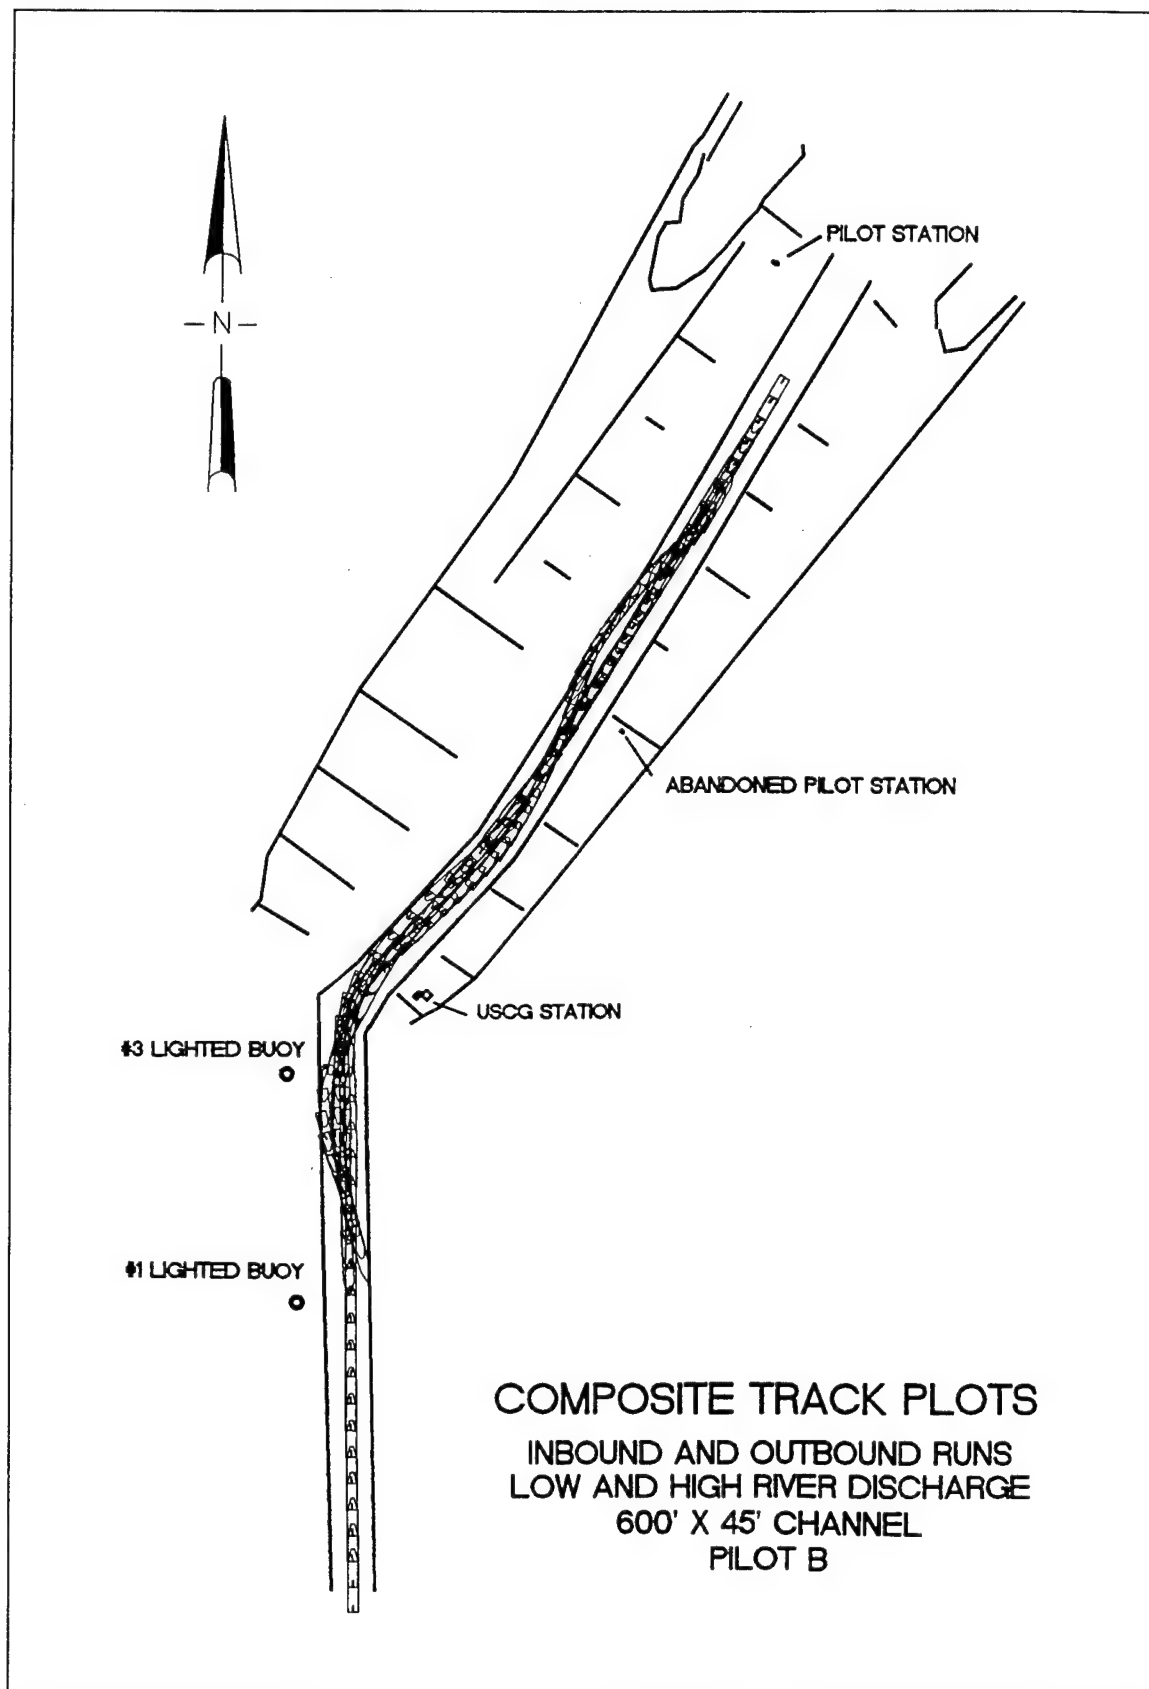 PILOT STATION
-N-
ABANDONED PILOT STATION
USCG STATION
#3 LIGHTED BUOY
#1 LIGHTED BUOY
COMPOSITE TRACK PLOTS
INBOUND AND OUTBOUND RUNS
LOW AND HIGH RIVER DISCHARGE
600' X 45' CHANNEL
PILOT B